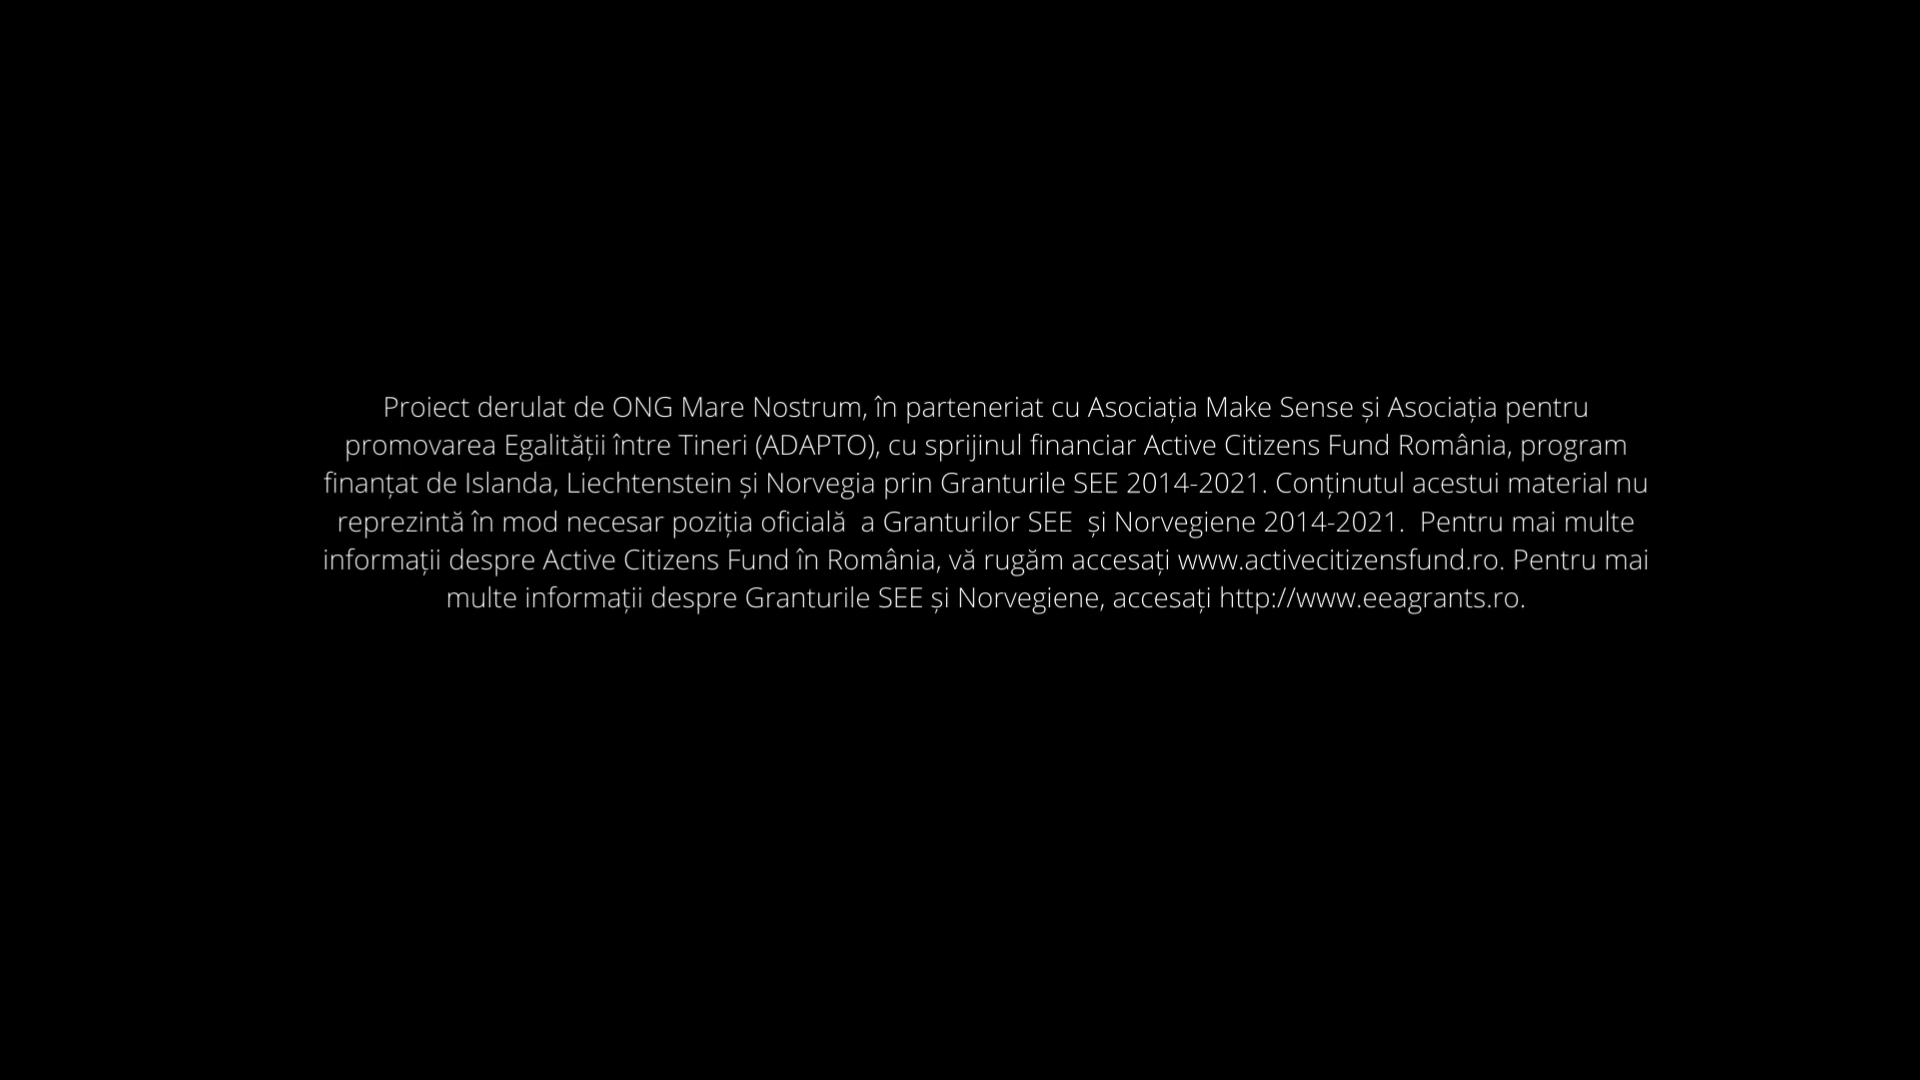 Proiect derulat de ONG Mare Nostrum, în parteneriat cu Asociația Make Sense și Asociația pentru
promovarea Egalității între Tineri (ADAPTO), cu sprijinul financiar Active Citizens Fund România, program
finanțat de Islanda, Liechtenstein și Norvegia prin Granturile SEE 2014-2021. Conținutul acestui material nu
reprezintă în mod necesar poziția oficială  a Granturilor SEE  și Norvegiene 2014-2021.  Pentru mai multe
informații despre Active Citizens Fund în România, vă rugăm accesați www.activecitizensfund.ro. Pentru mai
multe informații despre Granturile SEE și Norvegiene, accesați http://www.eeagrants.ro.